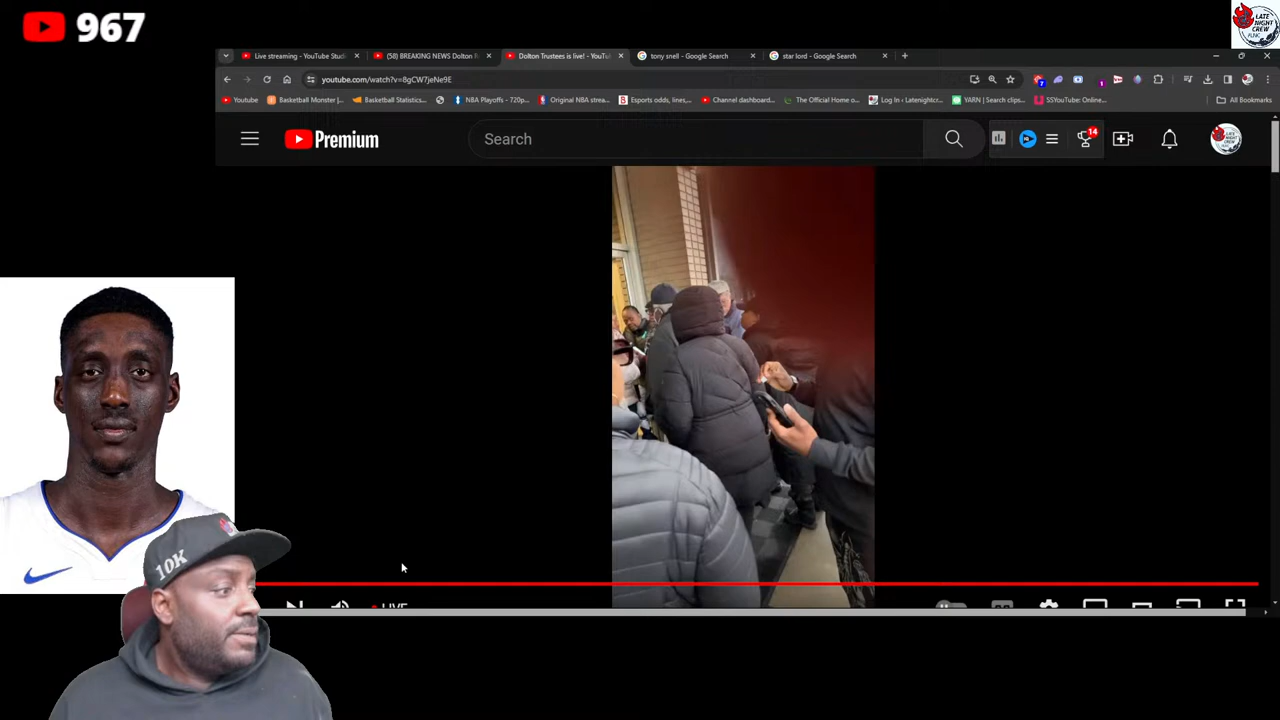 967
LATE
NIGHT
CREW
Live streaming - YouTube Stud
(58) BREAKING NEWS Dolton
Dolton Trustees is live! - YouTu
tony snell - Google Search
star lord - Google Search
youtube.com/watch?v=8gCW7jeNe9E
Youtube
Basketball Monster |
Basketball Statistics...
NBA Playoffs - 720p...
Original NBA strea...
Esports odds, lines,...
Channel dashboard...
The Official Home o...
Log In ‹ Latenightcr...
YARN | Search clips...
SSYouTube: Online...
All Bookmarks
Premium
Search
14
10K
LIVE